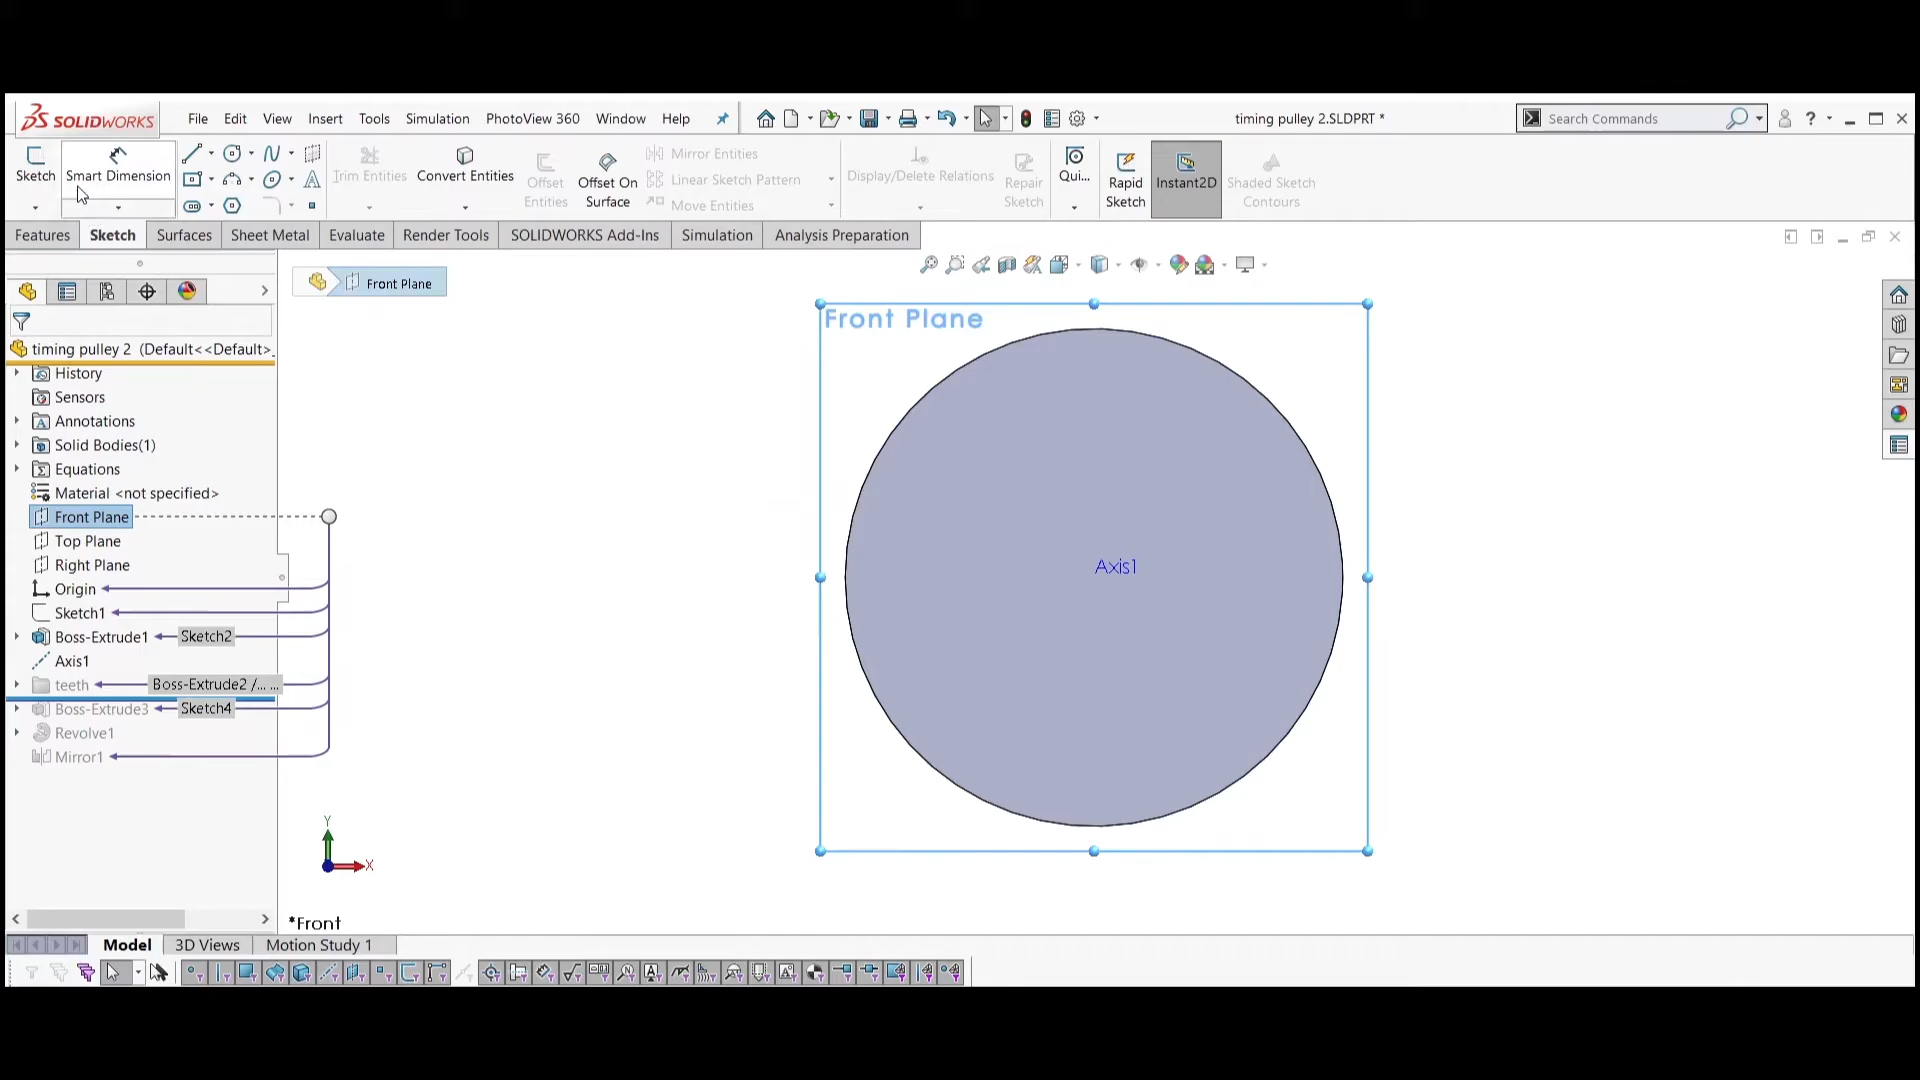 SOLIDWORKS File Edit View Insert Tools Simulation PhotoView 360 Window Help timing pulley 2.SLDPRT * Search Commands ?
Sketch Smart Dimension Trim Entities Convert Entities Offset Entities Offset On Surface Mirror Entities Linear Sketch Pattern Move Entities Display/Delete Relations Repair Sketch Qui... Rapid Sketch Instant2D Shaded Sketch Contours
Features Sketch Surfaces Sheet Metal Evaluate Render Tools SOLIDWORKS Add-Ins Simulation Analysis Preparation
Front Plane
Front Plane
timing pulley 2 (Default<<Default>_
History
Sensors
Annotations
Solid Bodies(1)
Equations
Material <not specified>
Front Plane
Top Plane
Right Plane
Axis1
Origin
Sketch1
Boss-Extrude1 Sketch2
Axis1
teeth Boss-Extrude2 /... ...
Boss-Extrude3 Sketch4
Revolve1
Mirror1
Y
X
*Front
Model 3D Views Motion Study 1